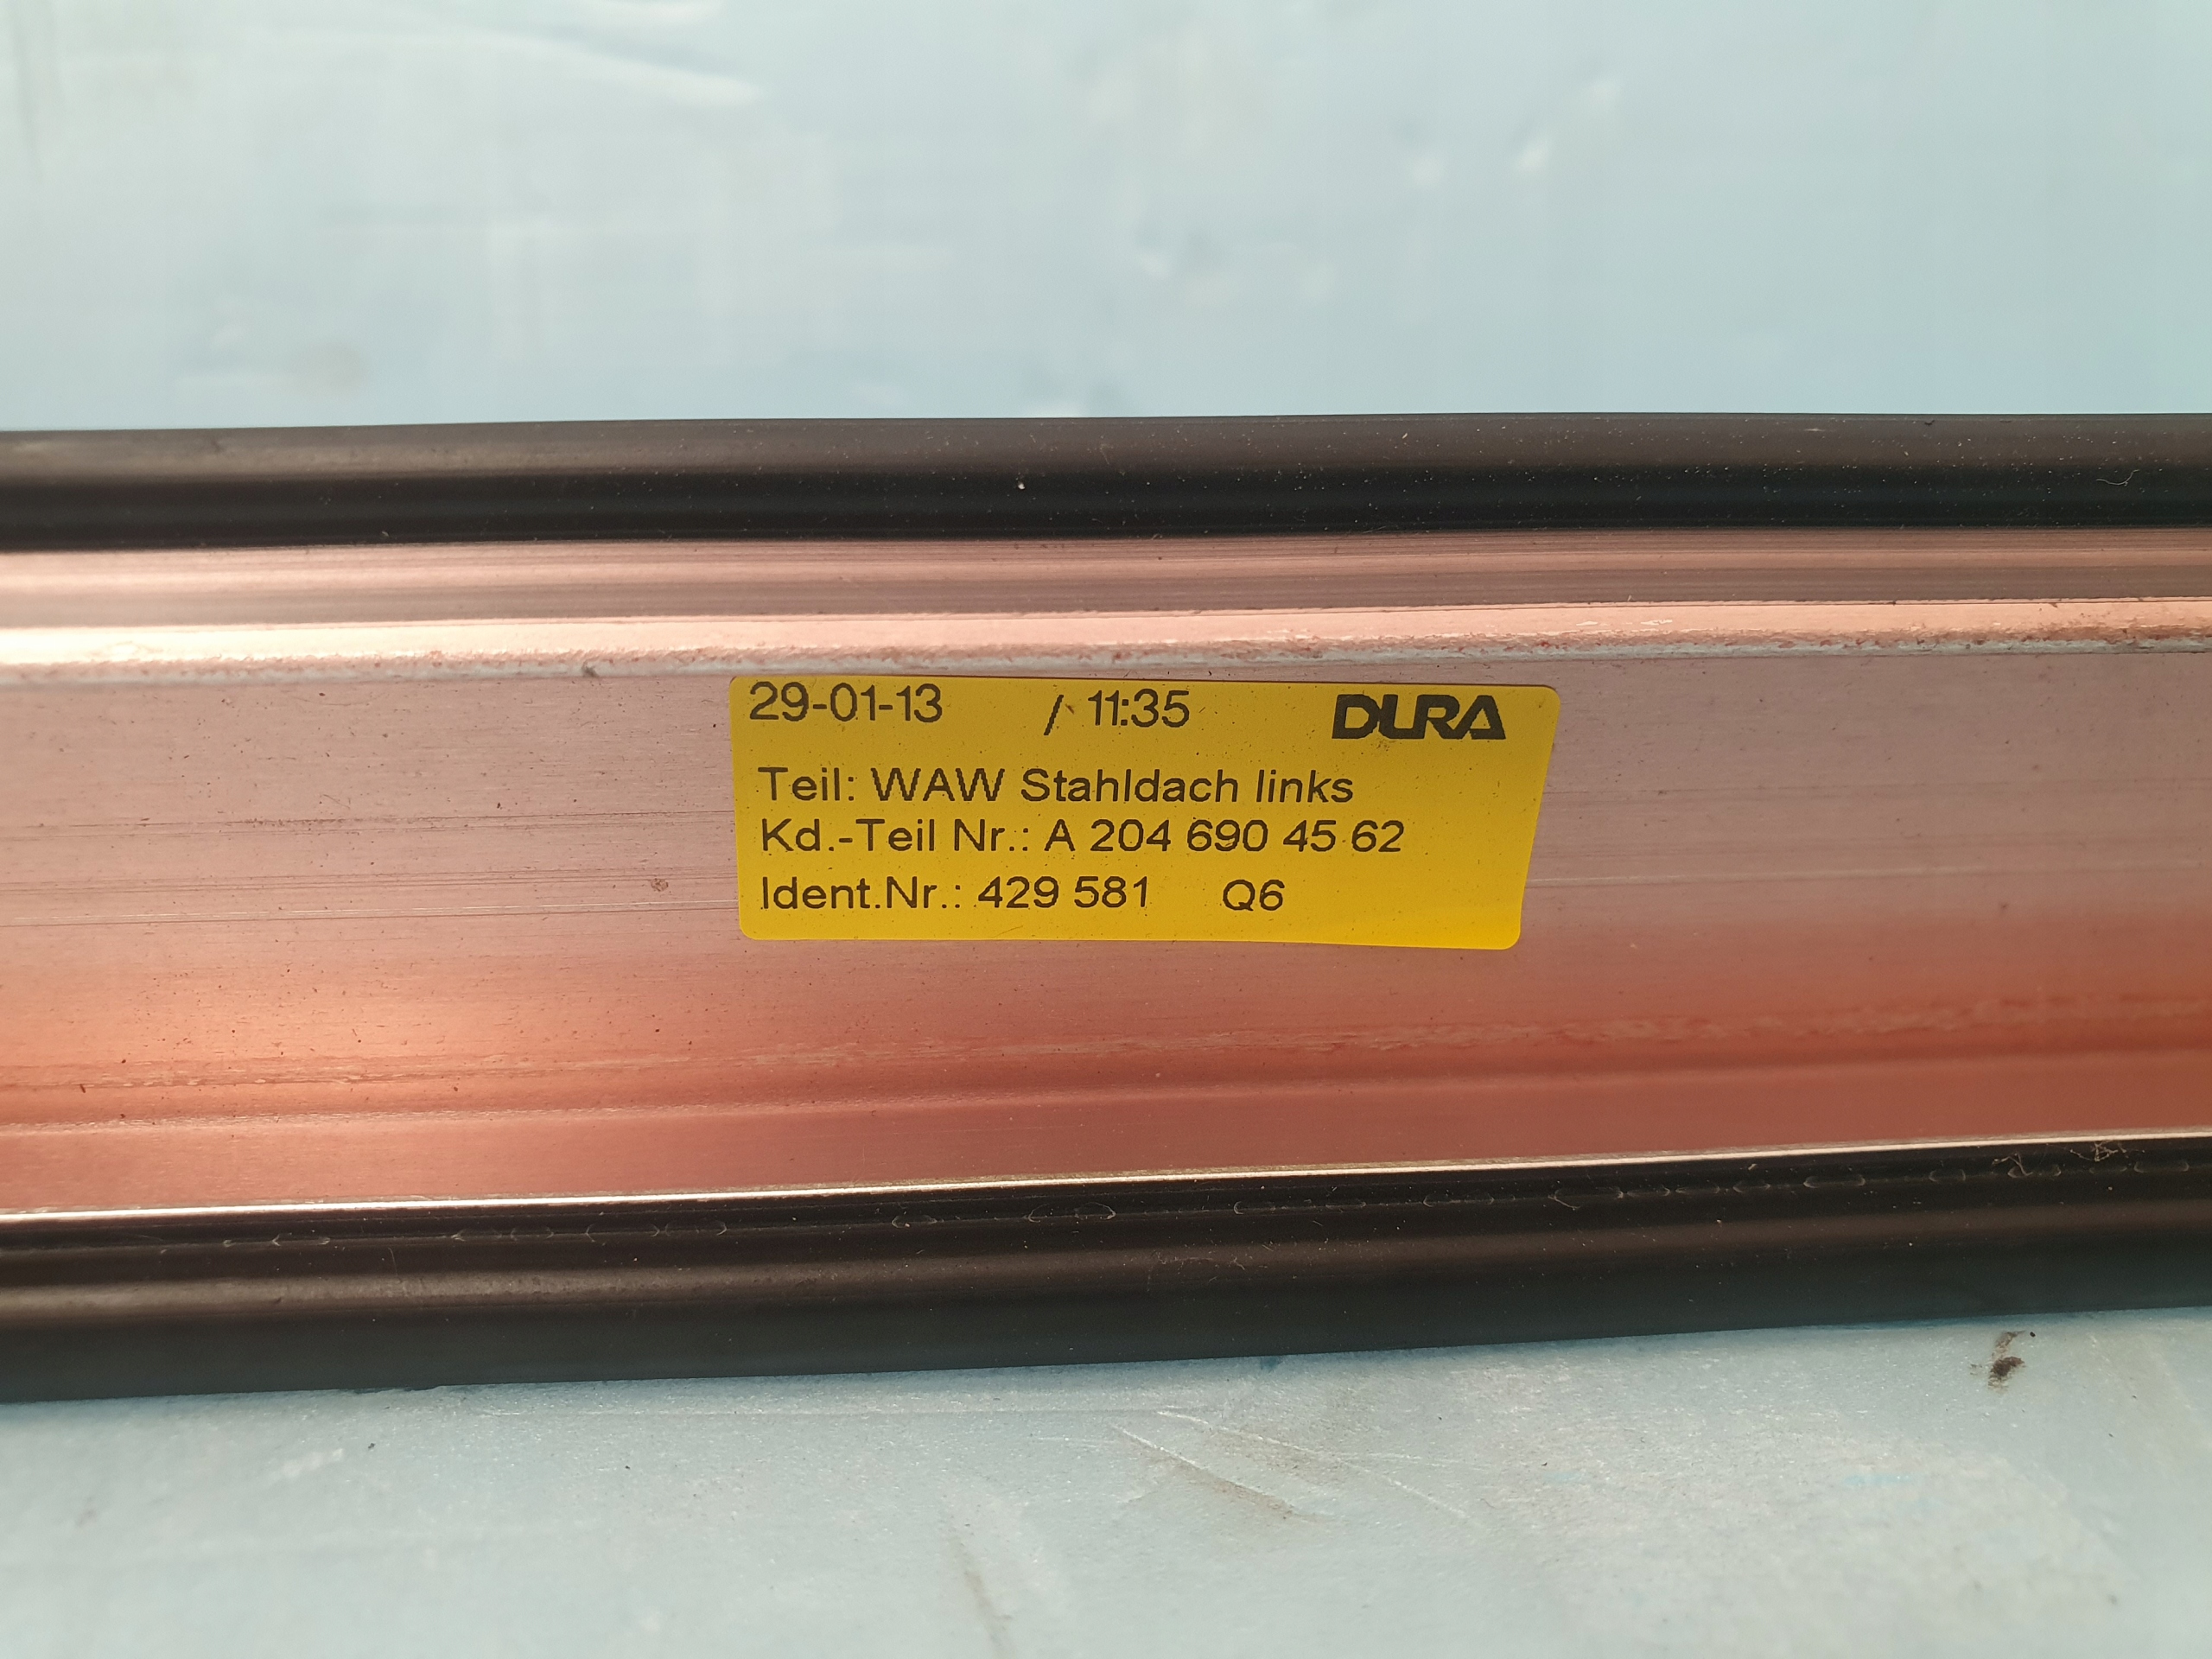 29-01-13 / 11:35 DURA
Teil: WAW Stahldach links
Kd.-Teil Nr.: A 204 690 45 62
Ident.Nr.: 429 581 Q6